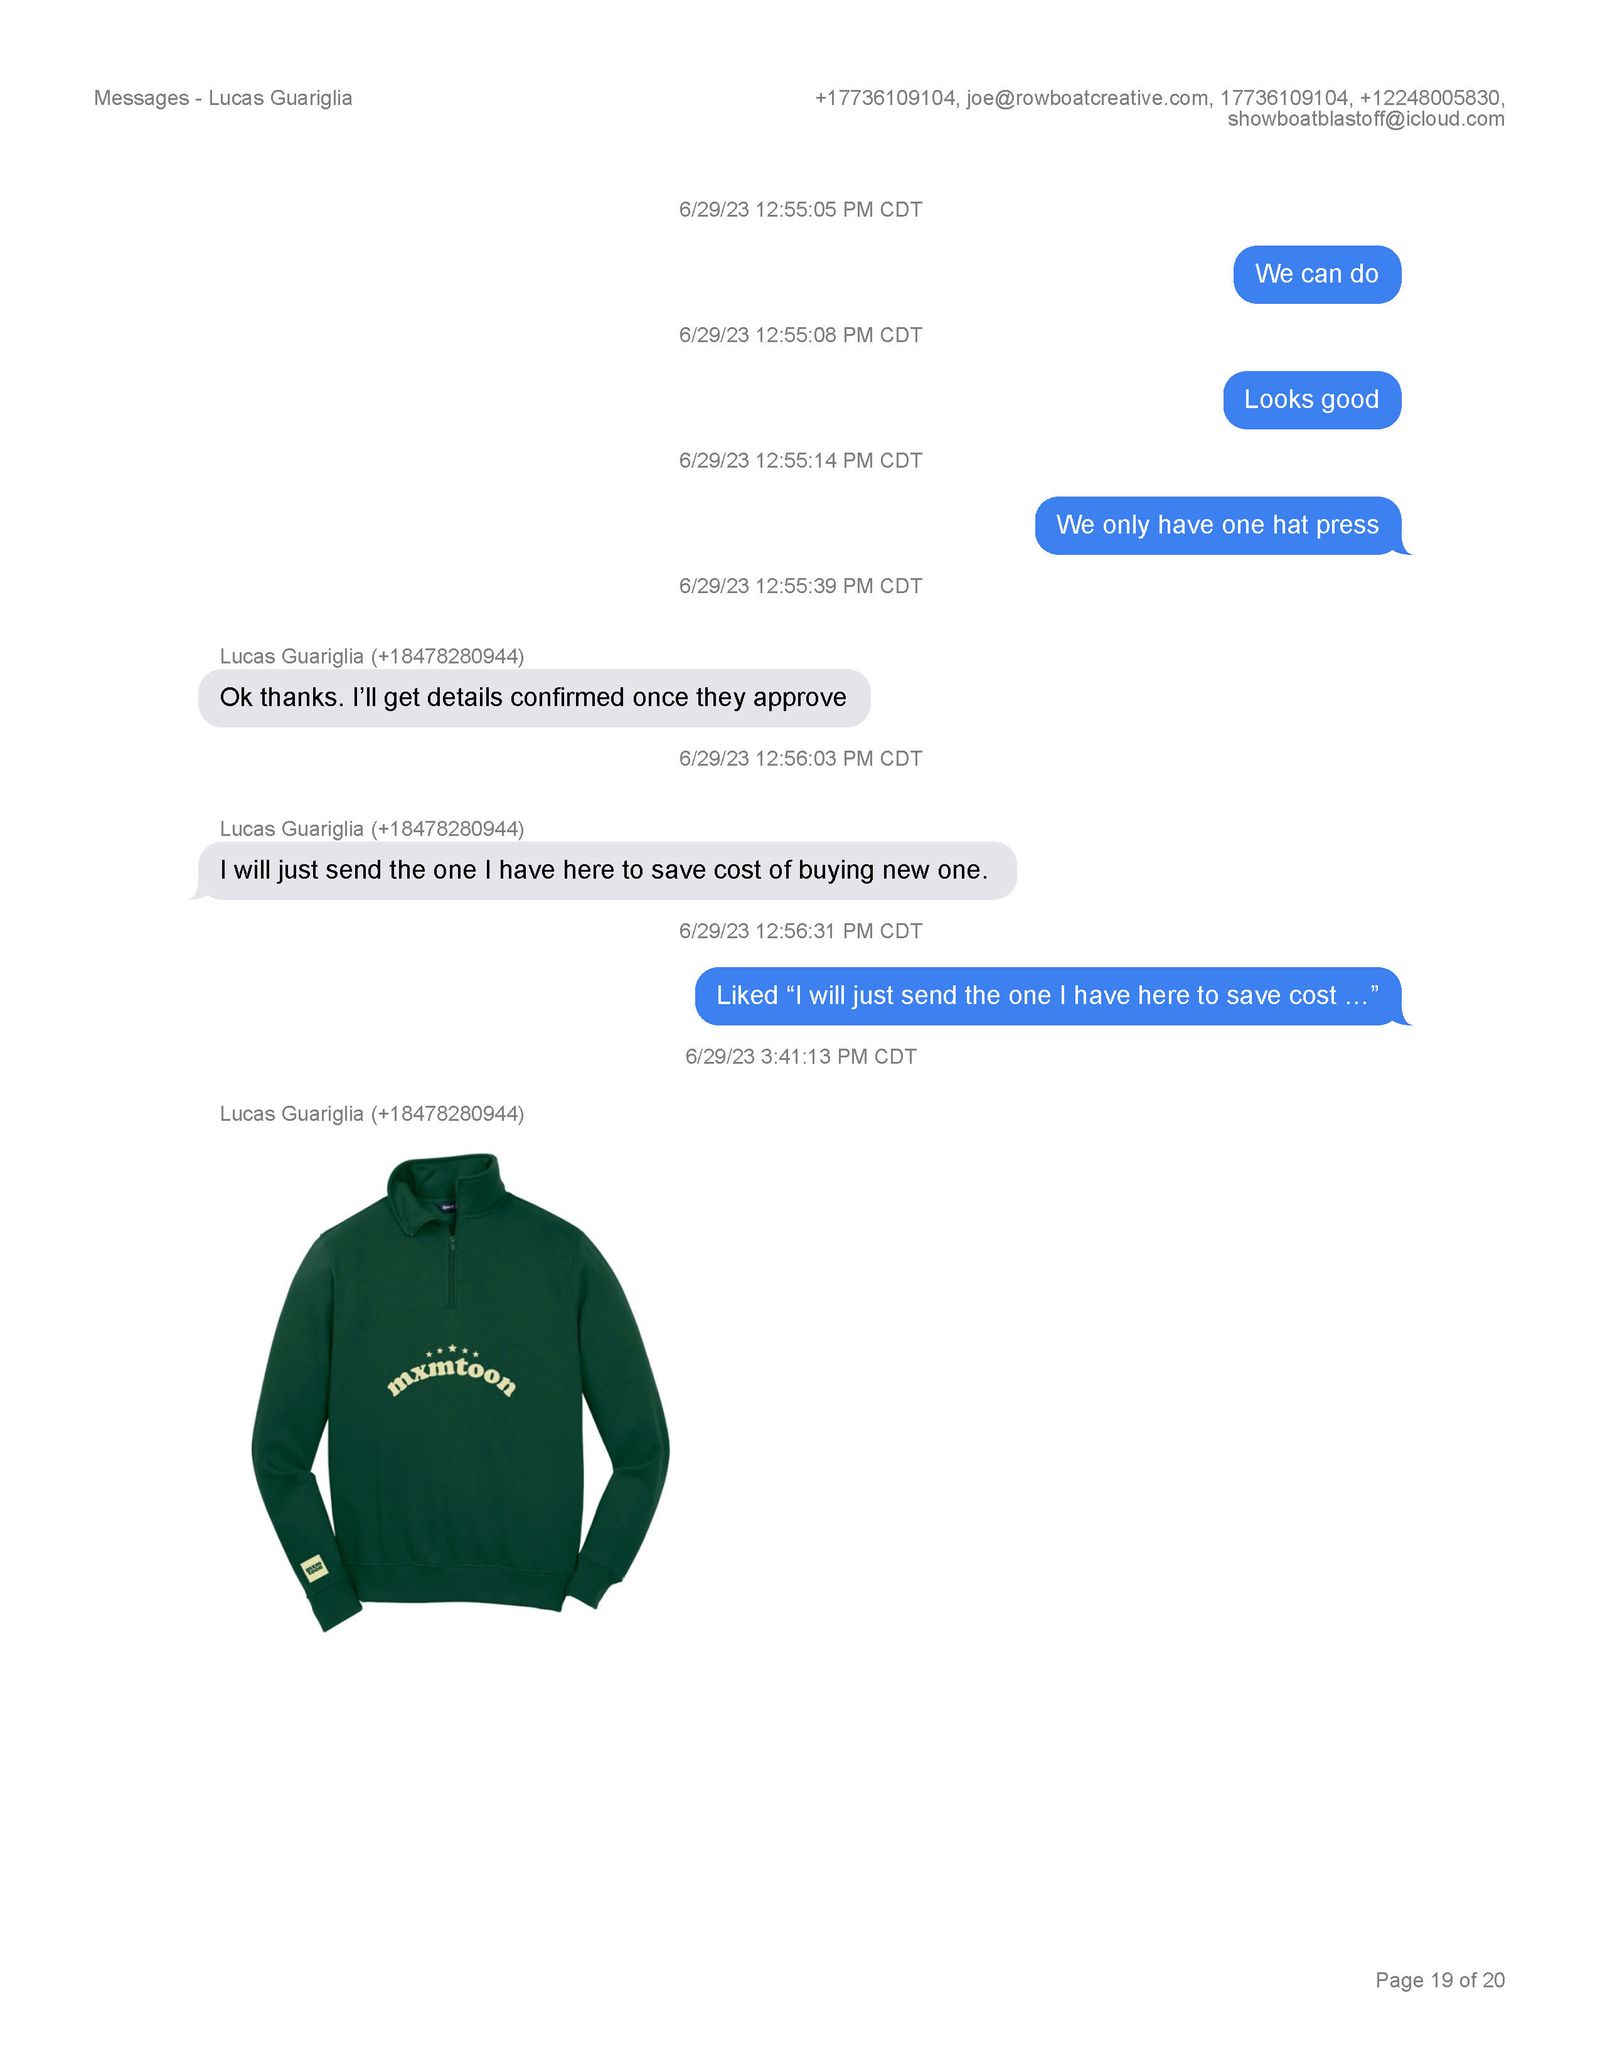 Messages - Lucas Guariglia
+17736109104, joe@rowboatcreative.com, 17736109104, +12248005830,
showboatblastoff@icloud.com
6/29/23 12:55:05 PM CDT
We can do
6/29/23 12:55:08 PM CDT
Looks good
6/29/23 12:55:14 PM CDT
We only have one hat press
6/29/23 12:55:39 PM CDT
Lucas Guariglia (+18478280944)
Ok thanks. I’ll get details confirmed once they approve
6/29/23 12:56:03 PM CDT
Lucas Guariglia (+18478280944)
I will just send the one I have here to save cost of buying new one.
6/29/23 12:56:31 PM CDT
Liked “I will just send the one I have here to save cost …”
6/29/23 3:41:13 PM CDT
Lucas Guariglia (+18478280944)
mxmtoon
mxm
toon
Page 19 of 20